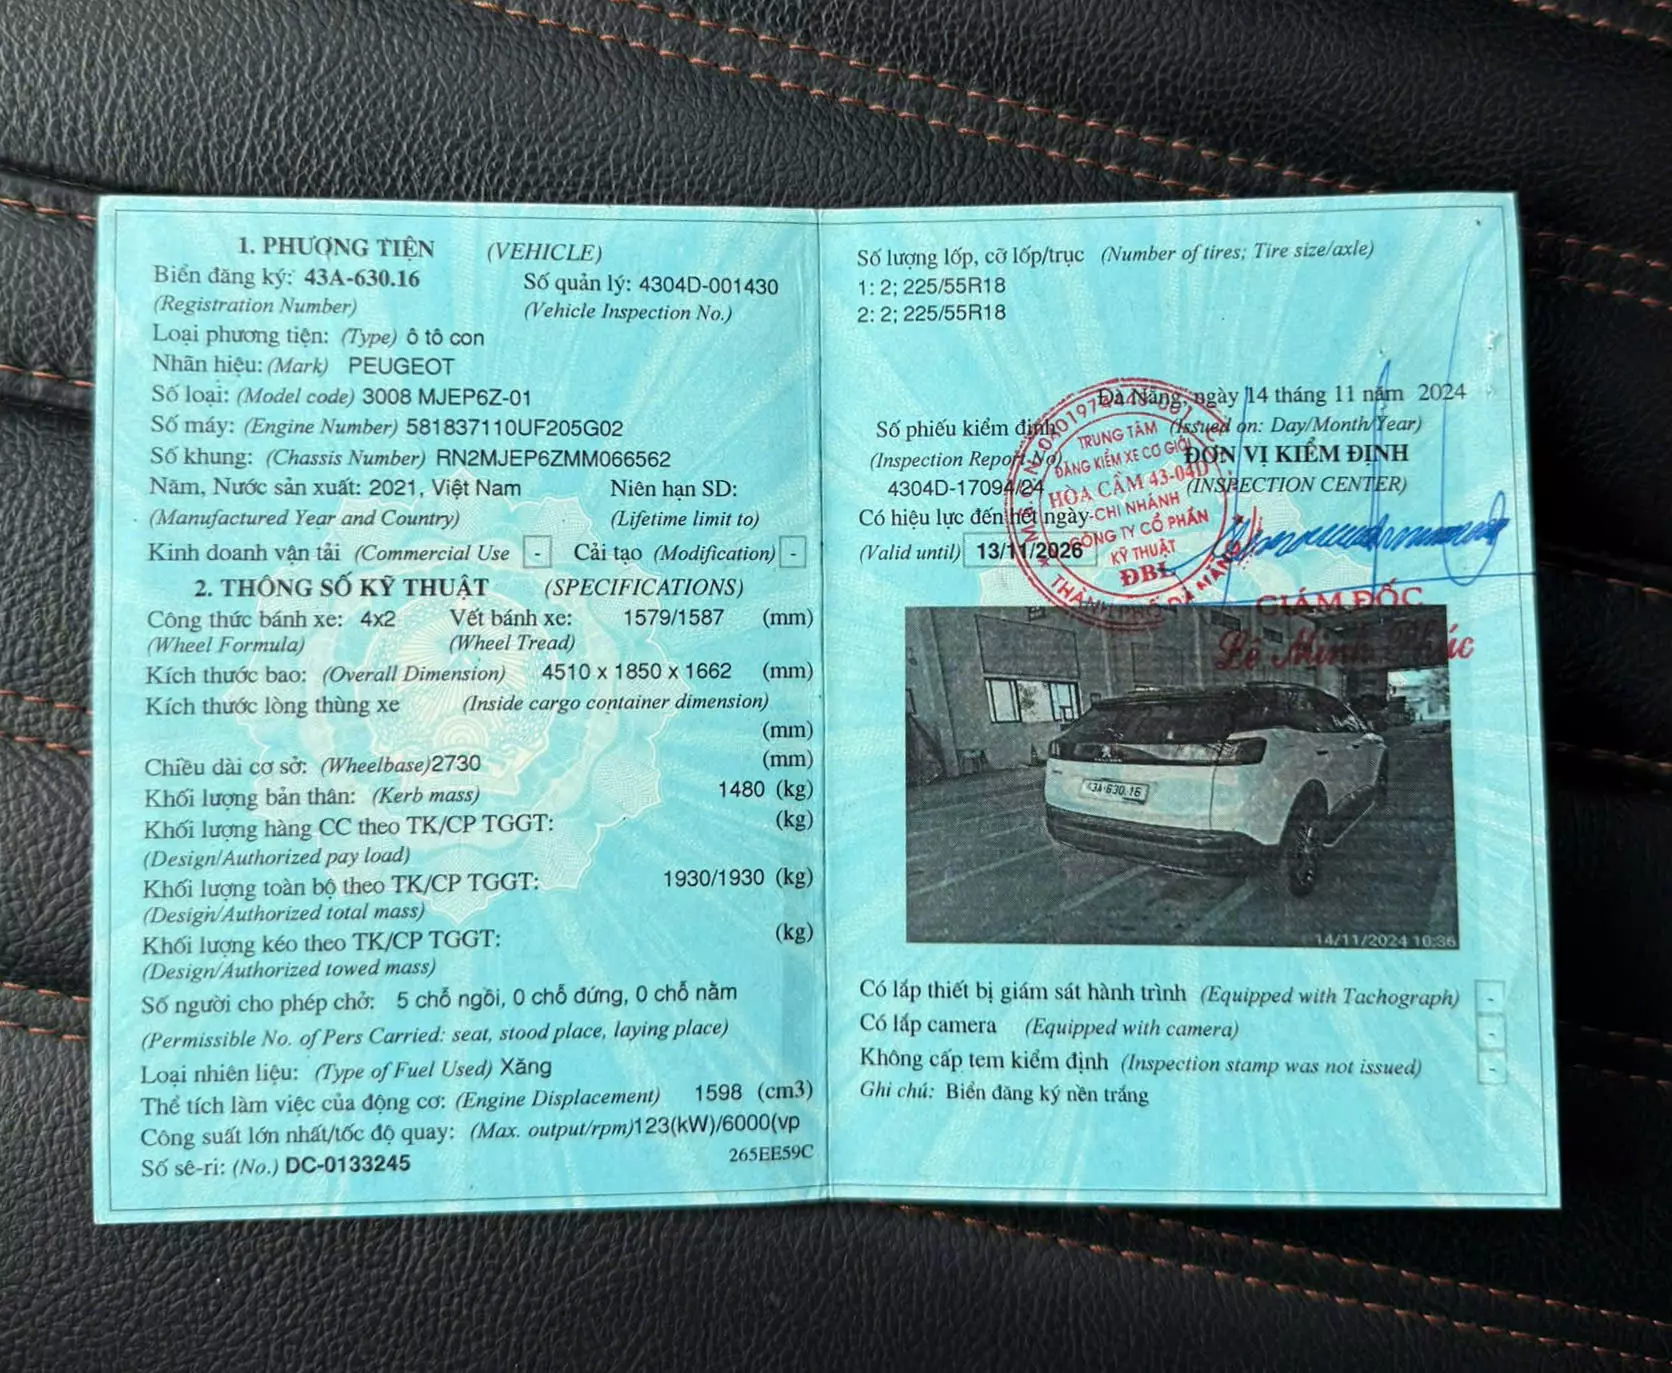 1. PHƯƠNG TIỆN (VEHICLE)
Biển đăng ký: 43A-630.16 Số quản lý: 4304D-001430
(Registration Number) (Vehicle Inspection No.)
Loại phương tiện: (Type) ô tô con
Nhãn hiệu: (Mark) PEUGEOT
Số loại: (Model code) 3008 MJEP6Z-01
Số máy: (Engine Number) 581837110UF205G02
Số khung: (Chassis Number) RN2MJEP6ZMM066562
Năm, Nước sản xuất: 2021, Việt Nam Niên hạn SD:
(Manufactured Year and Country) (Lifetime limit to)
Kinh doanh vận tải (Commercial Use - Cải tạo (Modification) -
2. THÔNG SỐ KỸ THUẬT (SPECIFICATIONS)
Công thức bánh xe: 4x2 Vết bánh xe: 1579/1587 (mm)
(Wheel Formula) (Wheel Tread)
Kích thước bao: (Overall Dimension) 4510 x 1850 x 1662 (mm)
Kích thước lòng thùng xe (Inside cargo container dimension)
(mm)
Chiều dài cơ sở: (Wheelbase)2730 (mm)
Khối lượng bản thân: (Kerb mass) 1480 (kg)
Khối lượng hàng CC theo TK/CP TGGT: (kg)
(Design/Authorized pay load)
Khối lượng toàn bộ theo TK/CP TGGT: 1930/1930 (kg)
(Design/Authorized total mass)
Khối lượng kéo theo TK/CP TGGT: (kg)
(Design/Authorized towed mass)
Số người cho phép chở: 5 chỗ ngồi, 0 chỗ đứng, 0 chỗ nằm
(Permissible No. of Pers Carried: seat, stood place, laying place)
Loại nhiên liệu: (Type of Fuel Used) Xăng
Thể tích làm việc của động cơ: (Engine Displacement) 1598 (cm3)
Công suất lớn nhất/tốc độ quay: (Max. output/rpm)123(kW)/6000(vp
Số sê-ri: (No.) DC-0133245 265EE59C
Số lượng lốp, cỡ lốp/trục (Number of tires; Tire size/axle)
1: 2; 225/55R18
2: 2; 225/55R18
Đà Nẵng, ngày 14 tháng 11 năm 2024
Số phiếu kiểm định (Issued on: Day/Month/Year)
(Inspection Report No) ĐƠN VỊ KIỂM ĐỊNH
4304D-17094/24 (INSPECTION CENTER)
Có hiệu lực đến hết ngày
(Valid until) 13/11/2026
TRUNG TÂM
ĐĂNG KIỂM XE CƠ GIỚI
HÒA CẦM 43-04D
-CHI NHÁNH
CÔNG TY CỔ PHẦN
KỸ THUẬT
ĐBL
THÀNH PHỐ ĐÀ NẴNG
GIÁM ĐỐC
Lê Minh Phúc
3A-630.16
14/11/2024 10:36
Có lắp thiết bị giám sát hành trình (Equipped with Tachograph) -
Có lắp camera (Equipped with camera) -
Không cấp tem kiểm định (Inspection stamp was not issued) -
Ghi chú: Biển đăng ký nền trắng